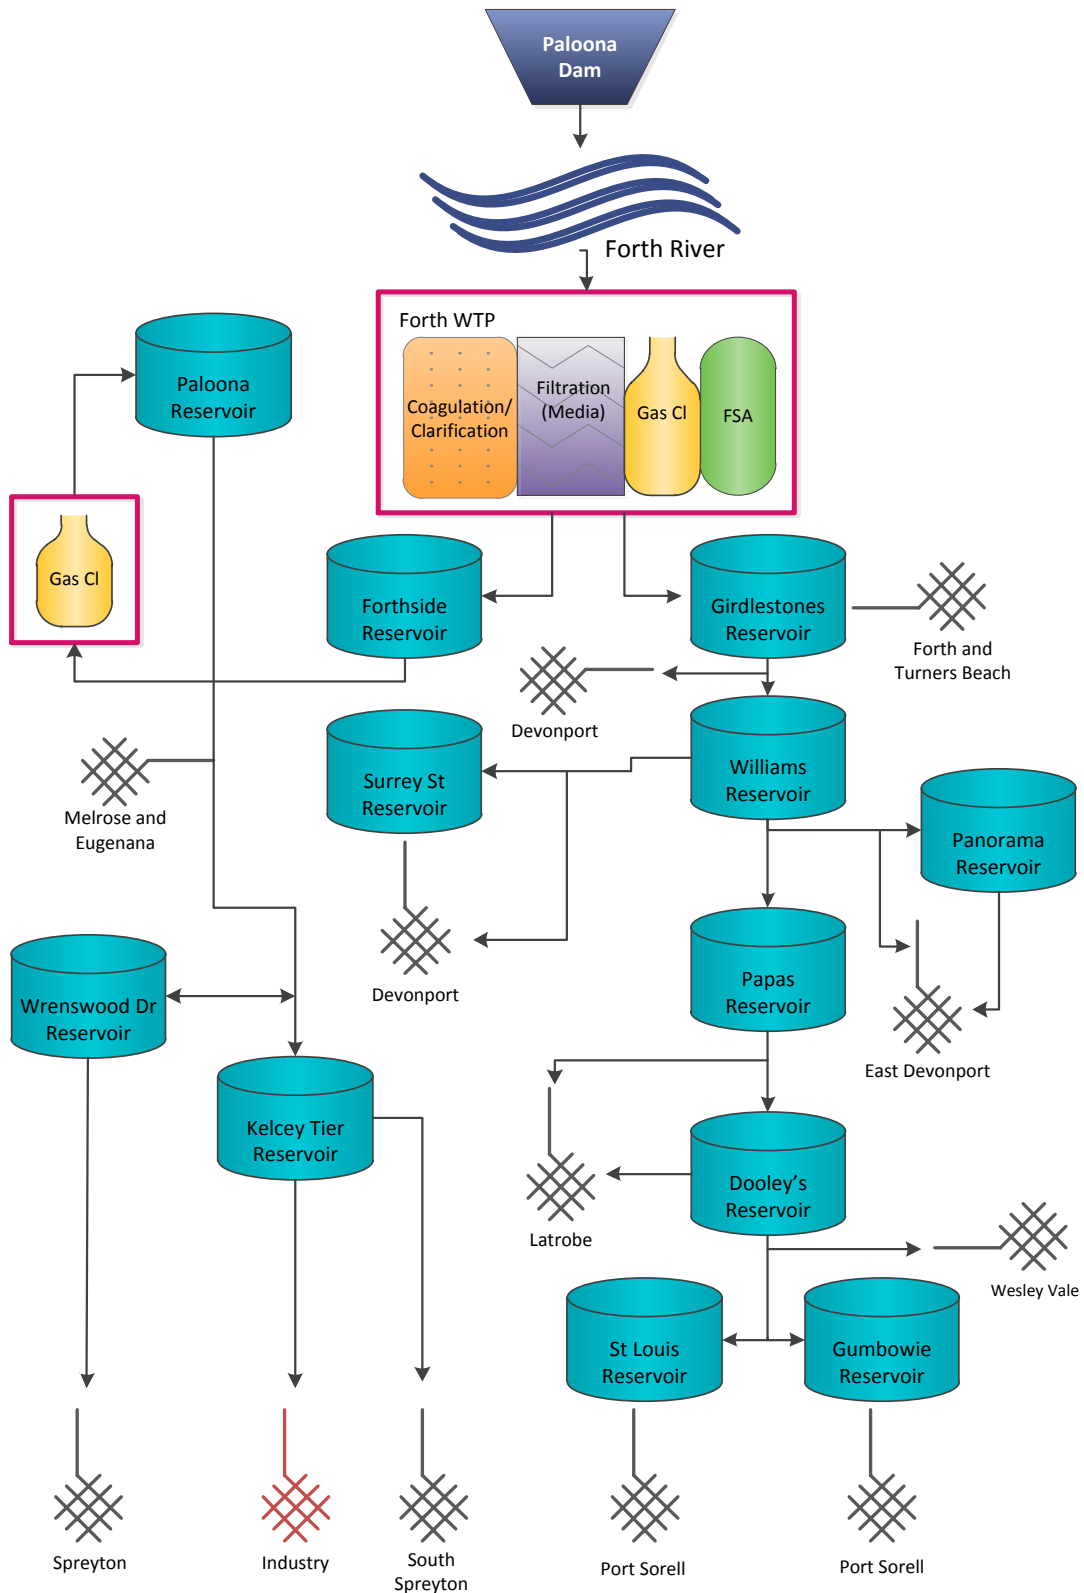 Paloona
Dam
Forth River
Forth WTP
Coagulation/
Clarification
Filtration
(Media)
Gas Cl
FSA
Paloona
Reservoir
Gas Cl
Forthside
Reservoir
Girdlestones
Reservoir
Forth and
Turners Beach
Devonport
Melrose and
Eugenana
Surrey St
Reservoir
Williams
Reservoir
Panorama
Reservoir
Devonport
Wrenswood Dr
Reservoir
Papas
Reservoir
East Devonport
Kelcey Tier
Reservoir
Dooley’s
Reservoir
Latrobe
Wesley Vale
St Louis
Reservoir
Gumbowie
Reservoir
Spreyton
Industry
South
Spreyton
Port Sorell
Port Sorell